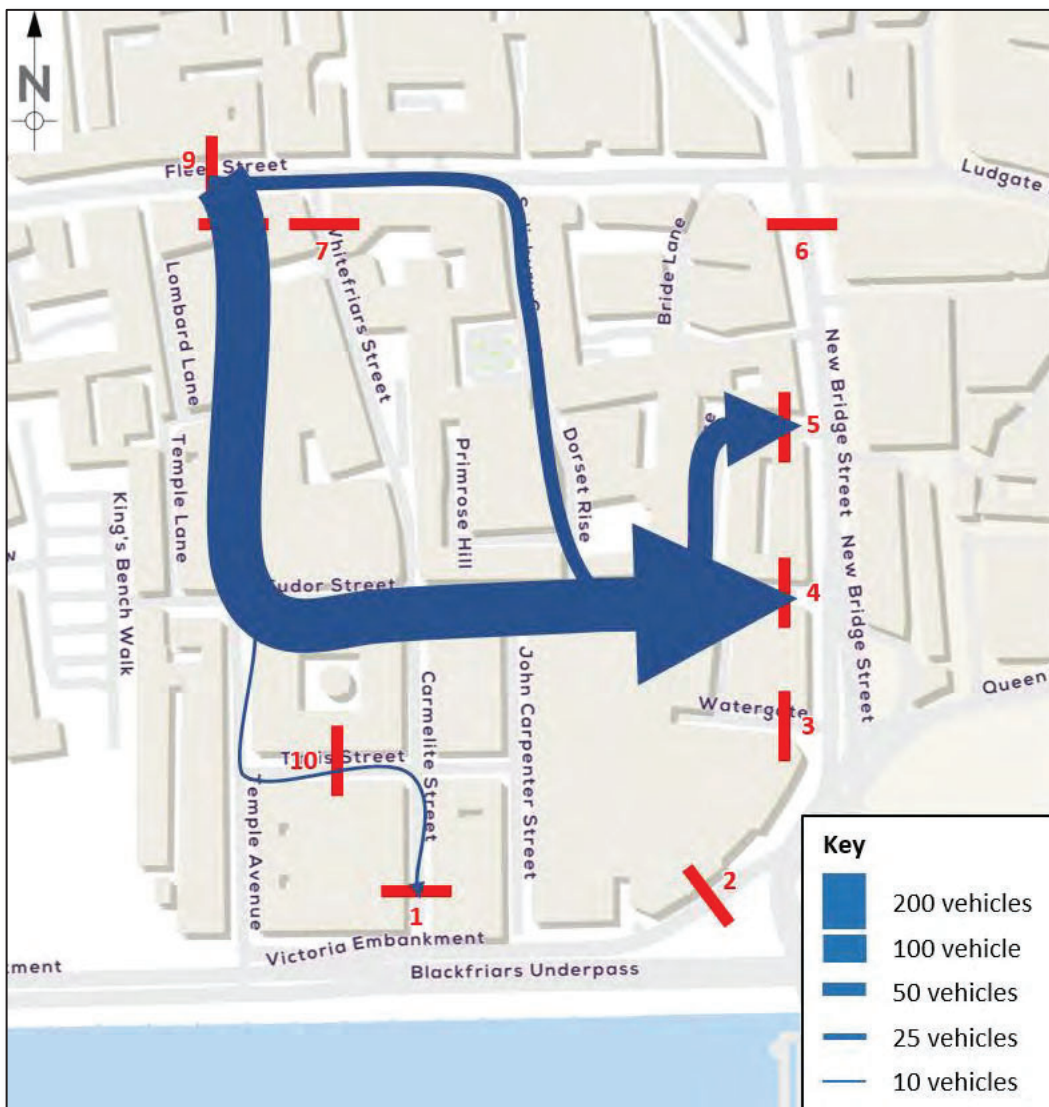 N
9
Street
Ludgate
7
6
Whitefriars Street
Bride Lane
Lombard Lane
New Bridge Street
5
Temple Lane
Primrose Hill
Dorset Rise
King's Bench Walk
4
New Bridge Street
Tudor Street
Queen
John Carpenter Street
Carmelite Street
Watergate
3
10
Street
Temple Avenue
2
1
Victoria Embankment
Blackfriars Underpass
Key
200 vehicles
100 vehicle
50 vehicles
25 vehicles
10 vehicles